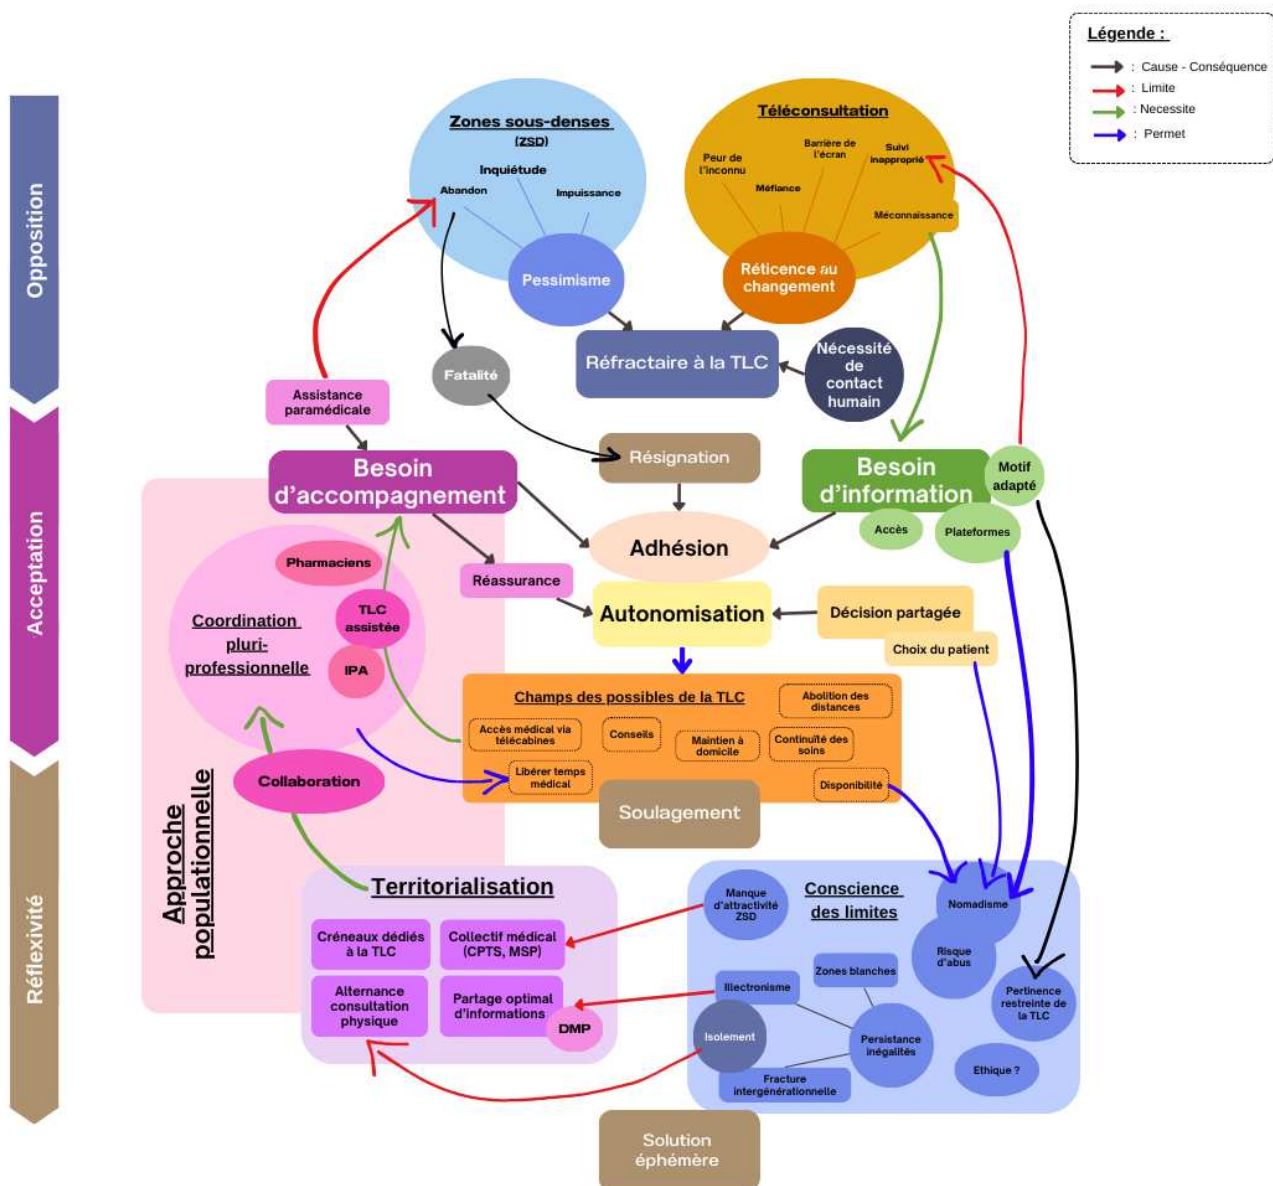 Légende :
: Cause - Conséquence
: Limite
: Necessite
: Permet
Opposition
Acceptation
Réflexivité
Zones sous-denses
(ZSD)
Inquiétude
Abandon
Impuissance
Pessimisme
Téléconsultation
Peur de
l'inconnu
Méfiance
Barrière de
l'écran
Suivi
inapproprié
Méconnaissance
Réticence au
changement
Réfractaire à la TLC
Nécessité
de
contact
humain
Fatalité
Assistance
paramédicale
Résignation
Besoin
d'accompagnement
Besoin
d'information
Motif
adapté
Accès
Plateformes
Adhésion
Réassurance
Autonomisation
Décision partagée
Choix du patient
Pharmaciens
Coordination
pluri-
professionnelle
TLC
assistée
IPA
Collaboration
Approche
populationnelle
Champs des possibles de la TLC
Abolition des
distances
Accès médical via
télécabines
Conseils
Maintien à
domicile
Continuité des
soins
Libérer temps
médical
Disponibilité
Soulagement
Territorialisation
Créneaux dédiés
à la TLC
Collectif médical
(CPTS, MSP)
Alternance
consultation
physique
Partage optimal
d'informations
DMP
Conscience
des limites
Manque
d'attractivité
ZSD
Nomadisme
Risque
d'abus
Zones blanches
Illectronisme
Pertinence
restreinte de
la TLC
Isolement
Persistance
inégalités
Ethique ?
Fracture
intergénérationnelle
Solution
éphémère